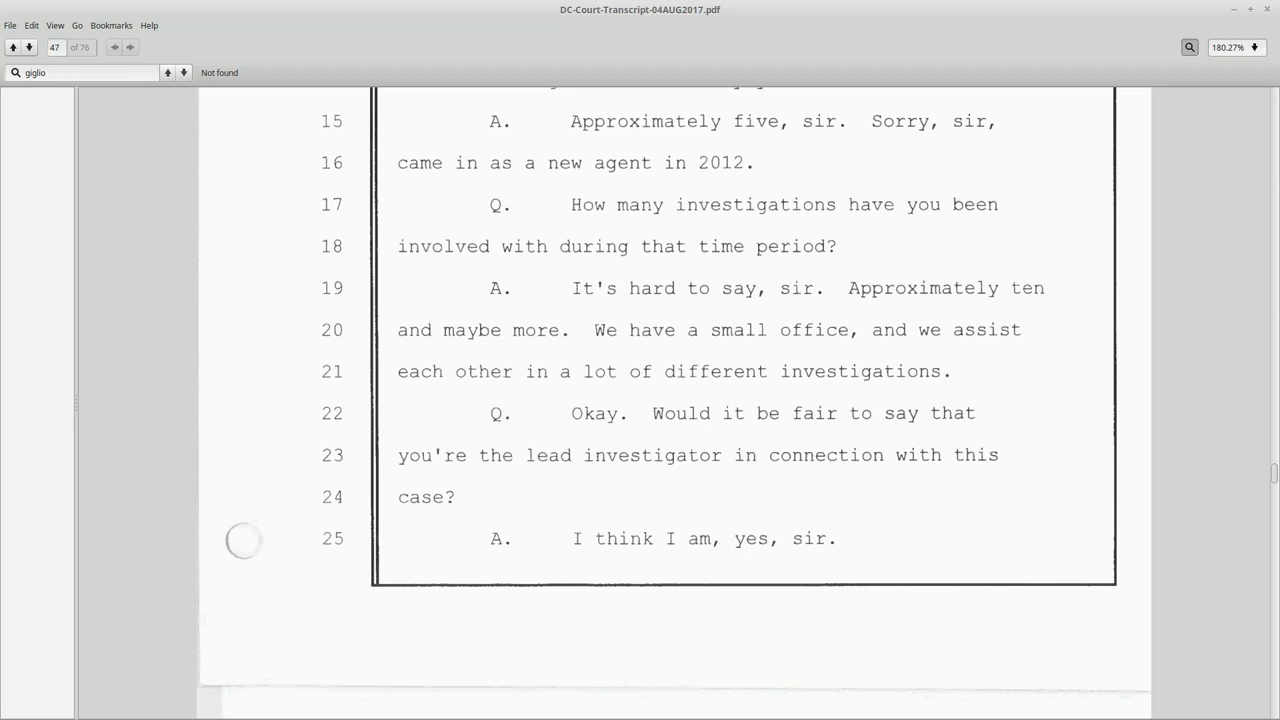 DC-Court-Transcript-04AUG2017.pdf
File Edit View Go Bookmarks Help
47 of 76
180.27%
giglio
Not found
15 A. Approximately five, sir. Sorry, sir,
16 came in as a new agent in 2012.
17 Q. How many investigations have you been
18 involved with during that time period?
19 A. It's hard to say, sir. Approximately ten
20 and maybe more. We have a small office, and we assist
21 each other in a lot of different investigations.
22 Q. Okay. Would it be fair to say that
23 you're the lead investigator in connection with this
24 case?
25 A. I think I am, yes, sir.